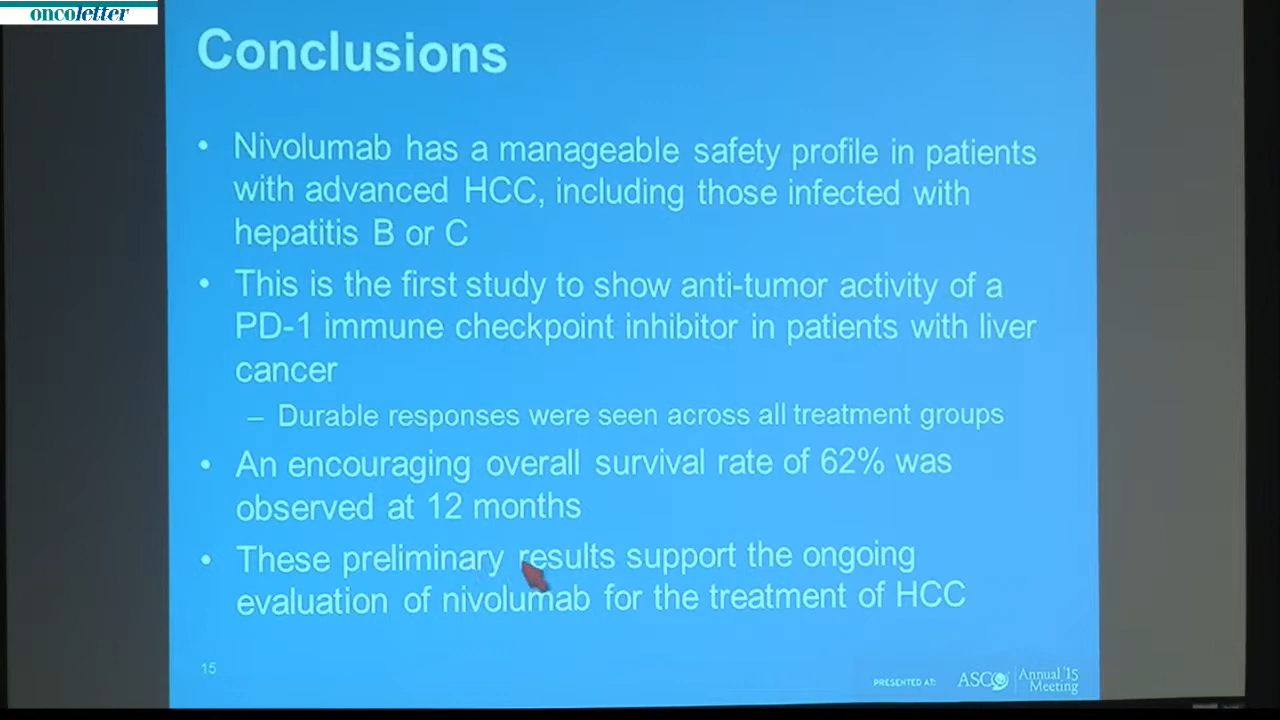 oncoletter
Conclusions
• Nivolumab has a manageable safety profile in patients
with advanced HCC, including those infected with
hepatitis B or C
• This is the first study to show anti-tumor activity of a
PD-1 immune checkpoint inhibitor in patients with liver
cancer
– Durable responses were seen across all treatment groups
• An encouraging overall survival rate of 62% was
observed at 12 months
• These preliminary results support the ongoing
evaluation of nivolumab for the treatment of HCC
15
PRESENTED AT:
ASCO
Annual '15
Meeting